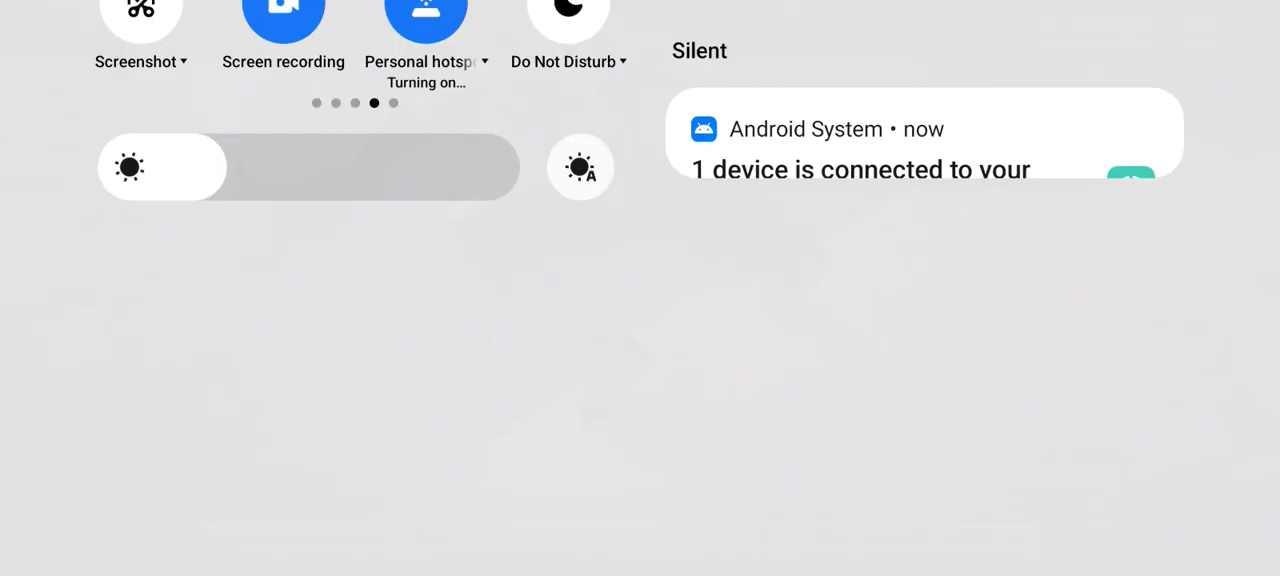 Screenshot
Screen recording
Personal hotsp
Do Not Disturb
Turning on...
Silent
Android System • now
1 device is connected to your
A